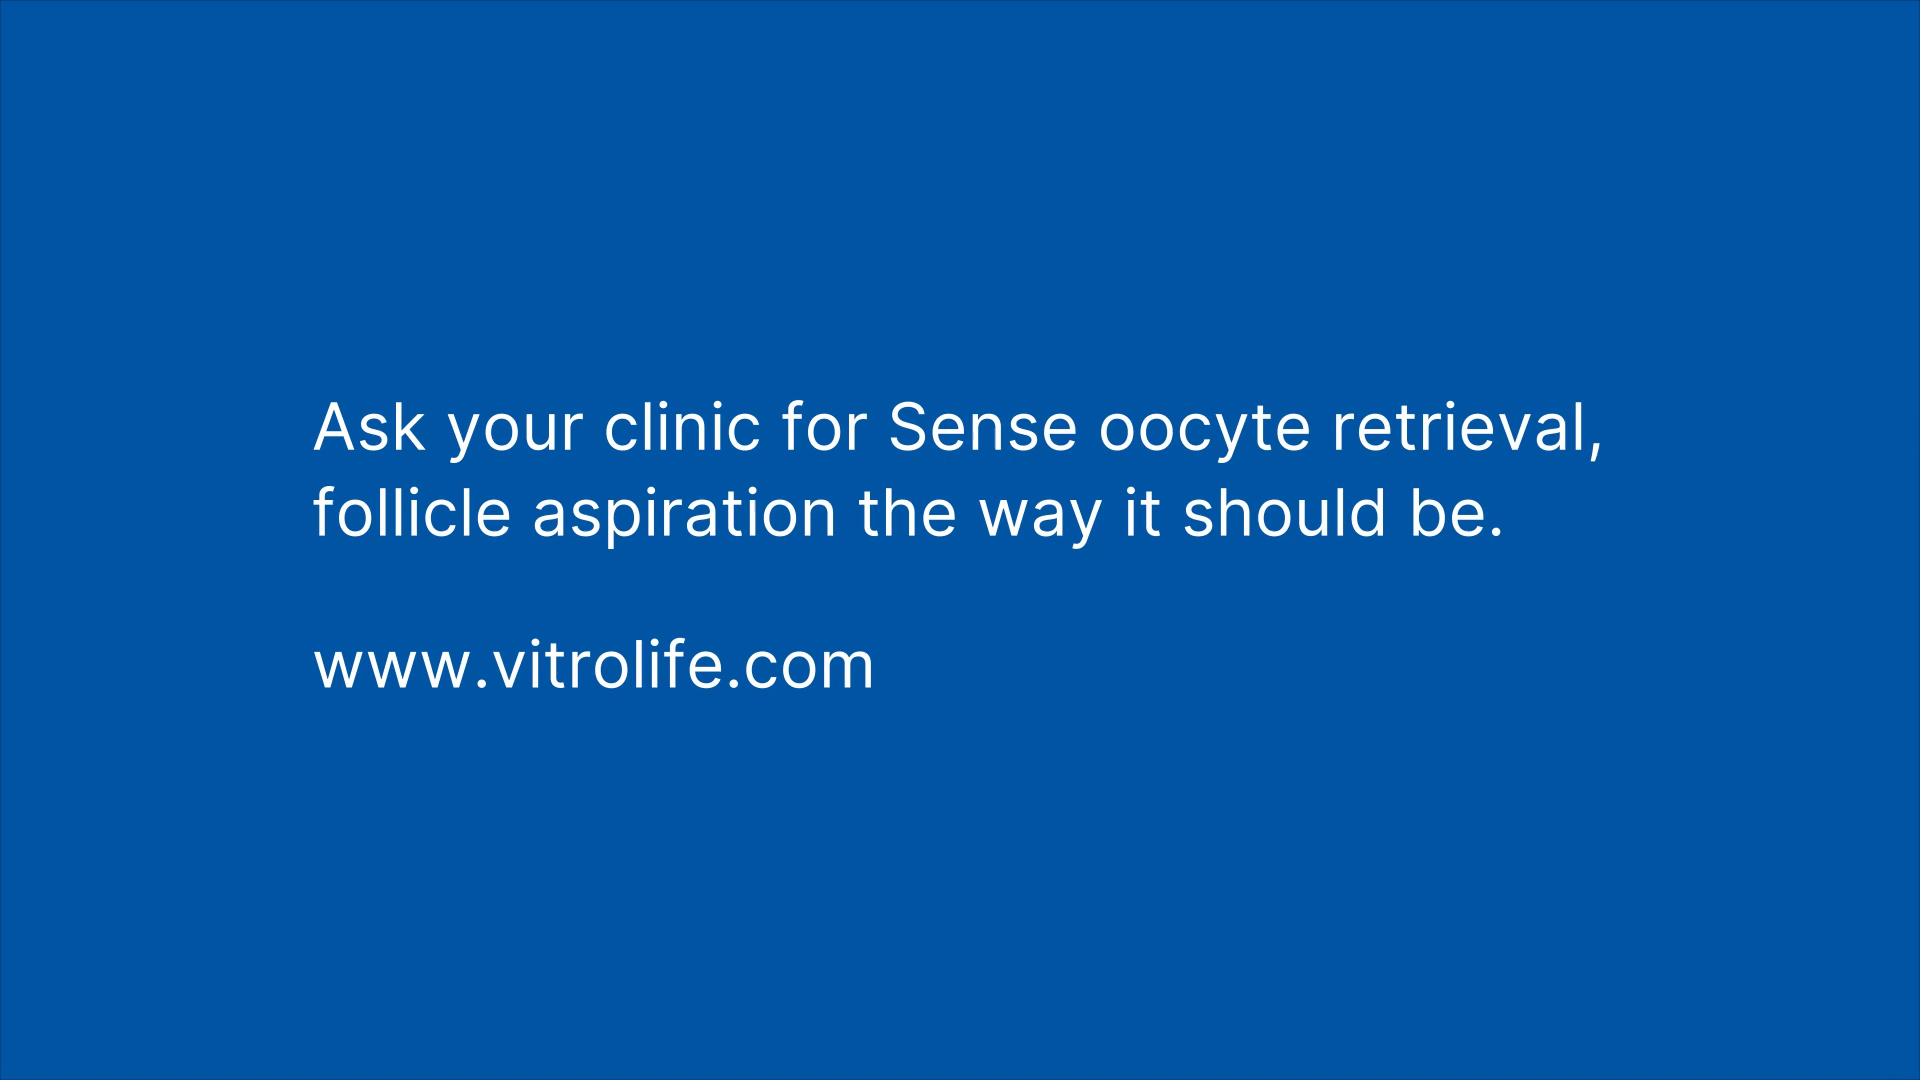 Ask your clinic for Sense oocyte retrieval,
follicle aspiration the way it should be.
www.vitrolife.com